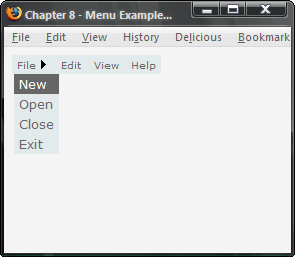 Chapter 8 - Menu Example...
File Edit View History Delicious Bookmark
File Edit View Help
New
Open
Close
Exit